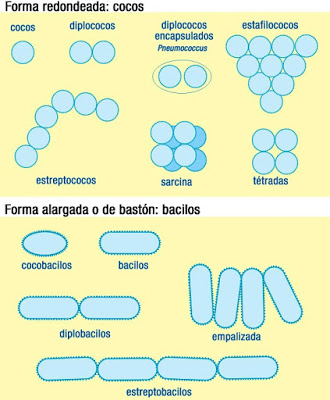 Forma redondeada: cocos
cocos
diplococos
diplococos
encapsulados
Pneumococcus
estafilococos
estreptococos
sarcina
tétradas
Forma alargada o de bastón: bacilos
cocobacilos
bacilos
diplobacilos
empalizada
estreptobacilos